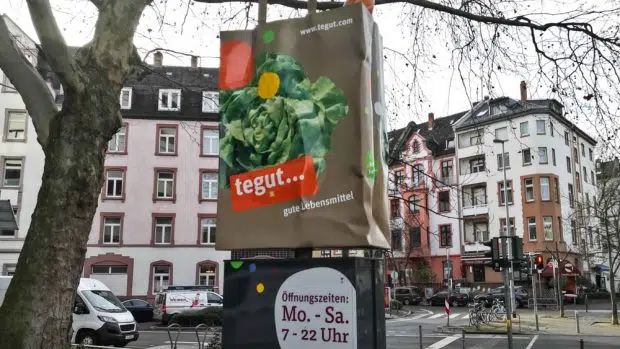 www.tegut.com
tegut...
gute Lebensmittel
Öffnungszeiten:
Mo. - Sa.
7 - 22 Uhr